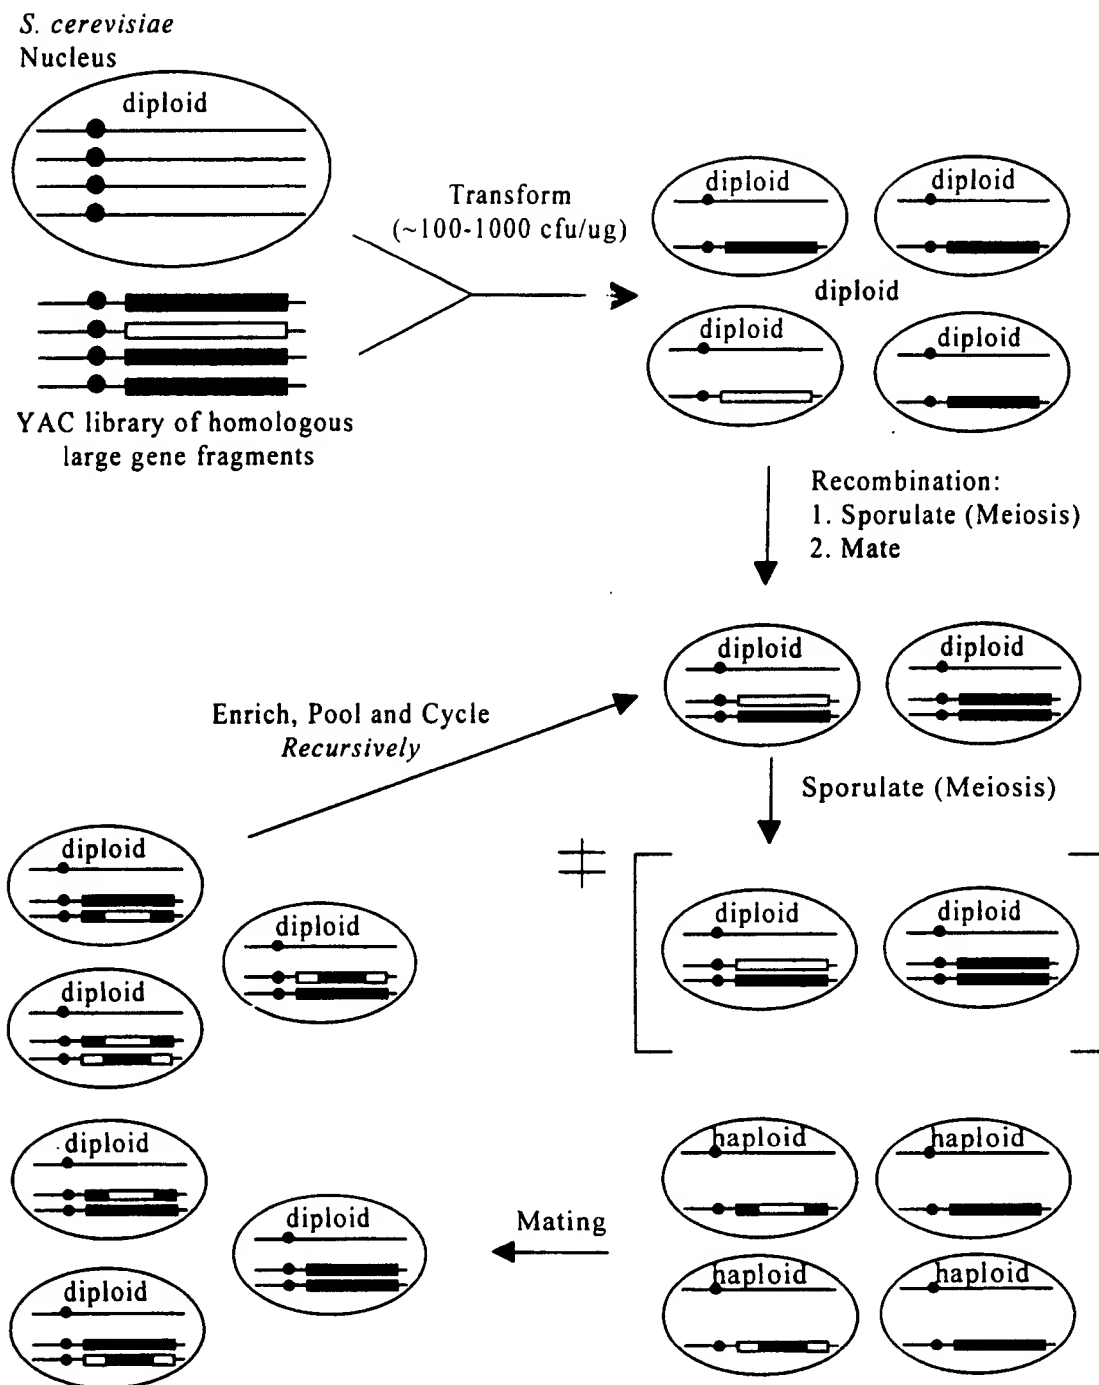 S. cerevisiae
Nucleus
diploid
Transform
(~100-1000 cfu/ug)
YAC library of homologous
large gene fragments
diploid
diploid
diploid
diploid
diploid
Recombination:
1. Sporulate (Meiosis)
2. Mate
diploid
diploid
Enrich, Pool and Cycle
Recursively
Sporulate (Meiosis)
diploid
diploid
diploid
diploid
diploid
haploid
haploid
haploid
haploid
Mating
diploid
diploid
diploid